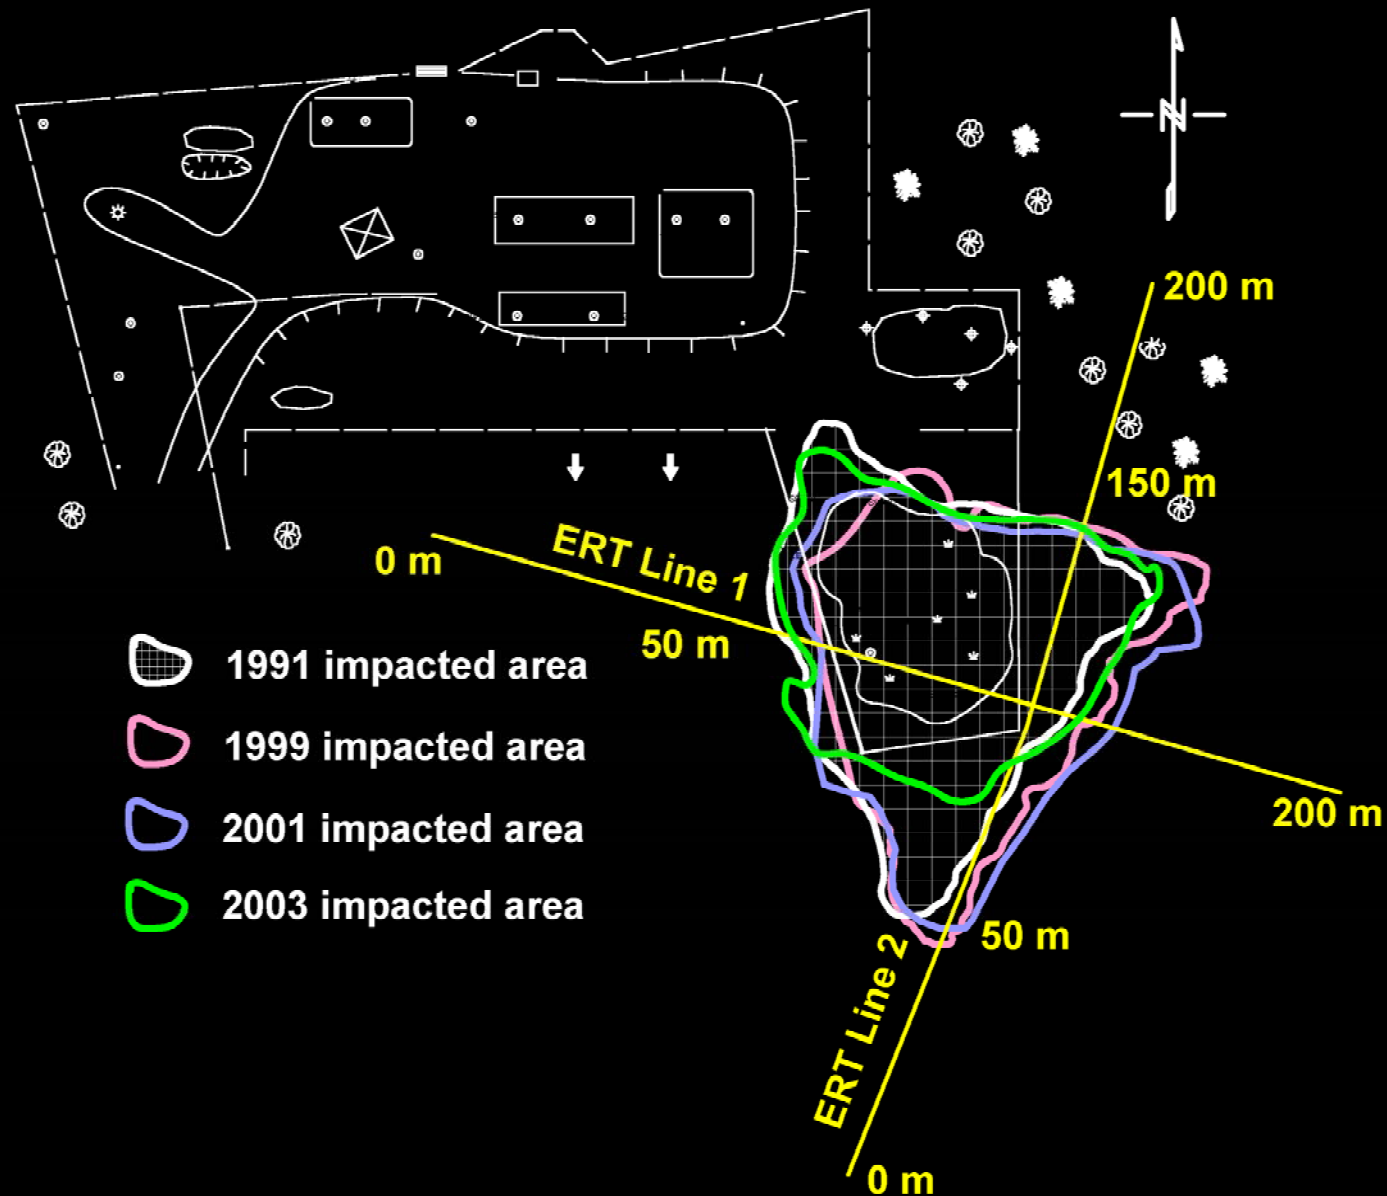 N
200 m
150 m
ERT Line 1
0 m
50 m
1991 impacted area
1999 impacted area
200 m
2001 impacted area
2003 impacted area
50 m
ERT Line 2
0 m